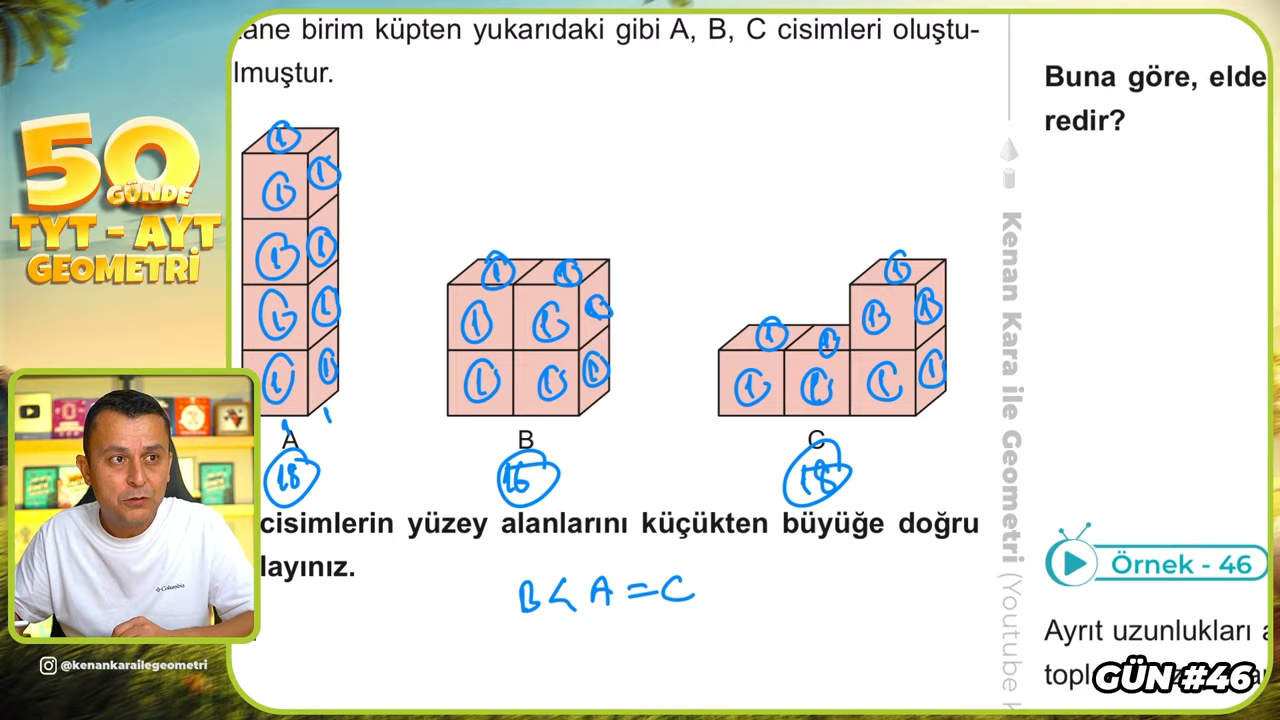 50
GÜNDE
TYT - AYT
GEOMETRİ
ane birim küpten yukarıdaki gibi A, B, C cisimleri oluştu-
lmuştur.
A
B
C
18
16
18
cisimlerin yüzey alanlarını küçükten büyüğe doğru
layınız.
B < A = C
Buna göre, elde
redir?
Kenan Kara ile Geometri (Youtube K
Örnek - 46
Ayrıt uzunlukları a
topl
GÜN #46
Columbia
@kenankarailegeometri